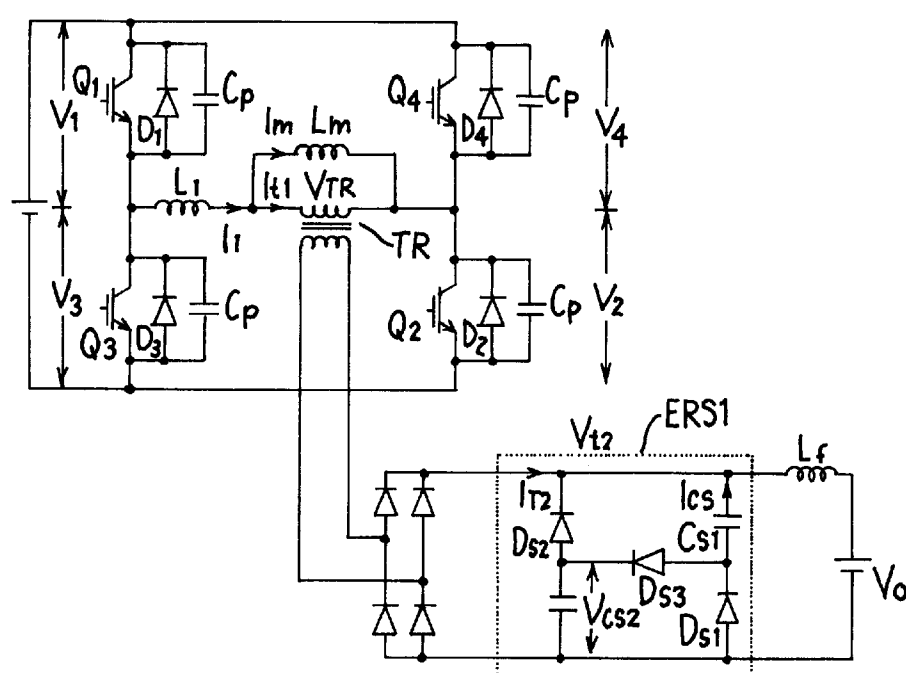 Q1
D1
Cp
V1
Q4
D4
Cp
V4
Im Lm
L1
It1 VTR
I1
TR
V3
Q3
D3
Cp
Q2
D2
Cp
V2
ERS1
Vt2
Lf
IT2
Ics
Cs1
Ds2
Ds3
Vcs2
Ds1
Vo